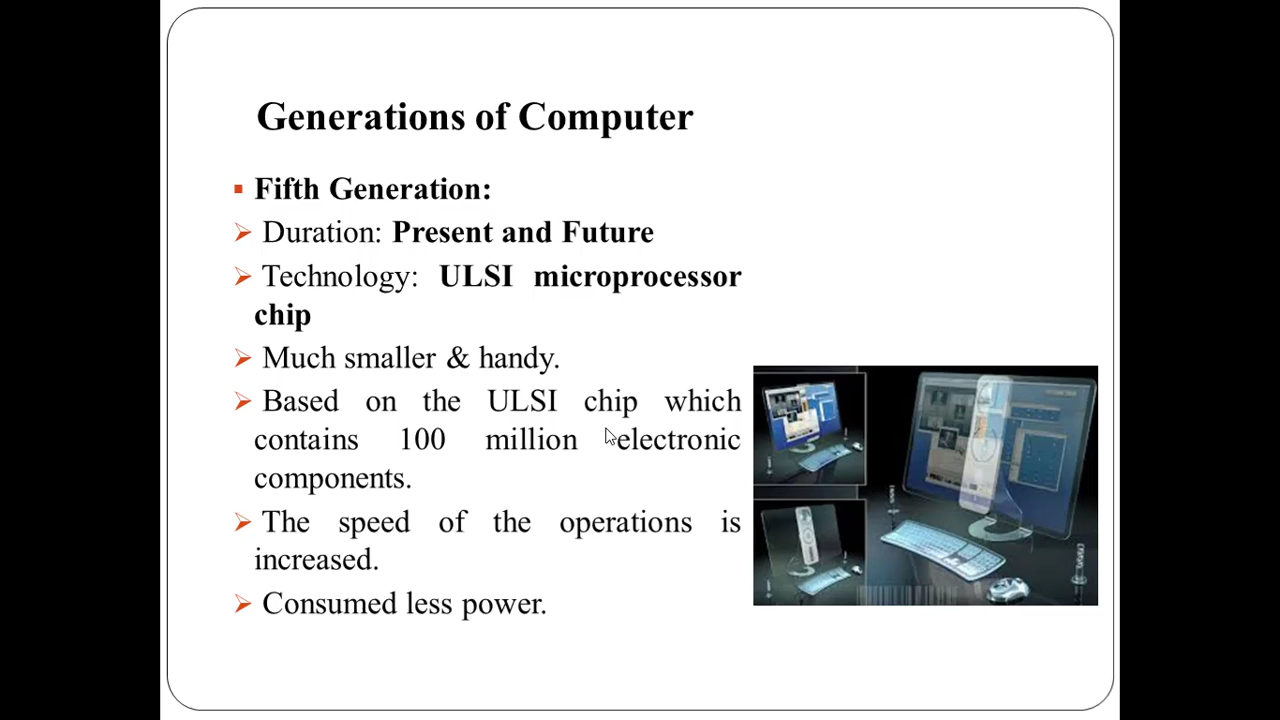 Generations of Computer
▪ Fifth Generation:
➢ Duration: Present and Future
➢ Technology: ULSI microprocessor
chip
➢ Much smaller & handy.
➢ Based on the ULSI chip which
contains 100 million electronic
components.
➢ The speed of the operations is
increased.
➢ Consumed less power.